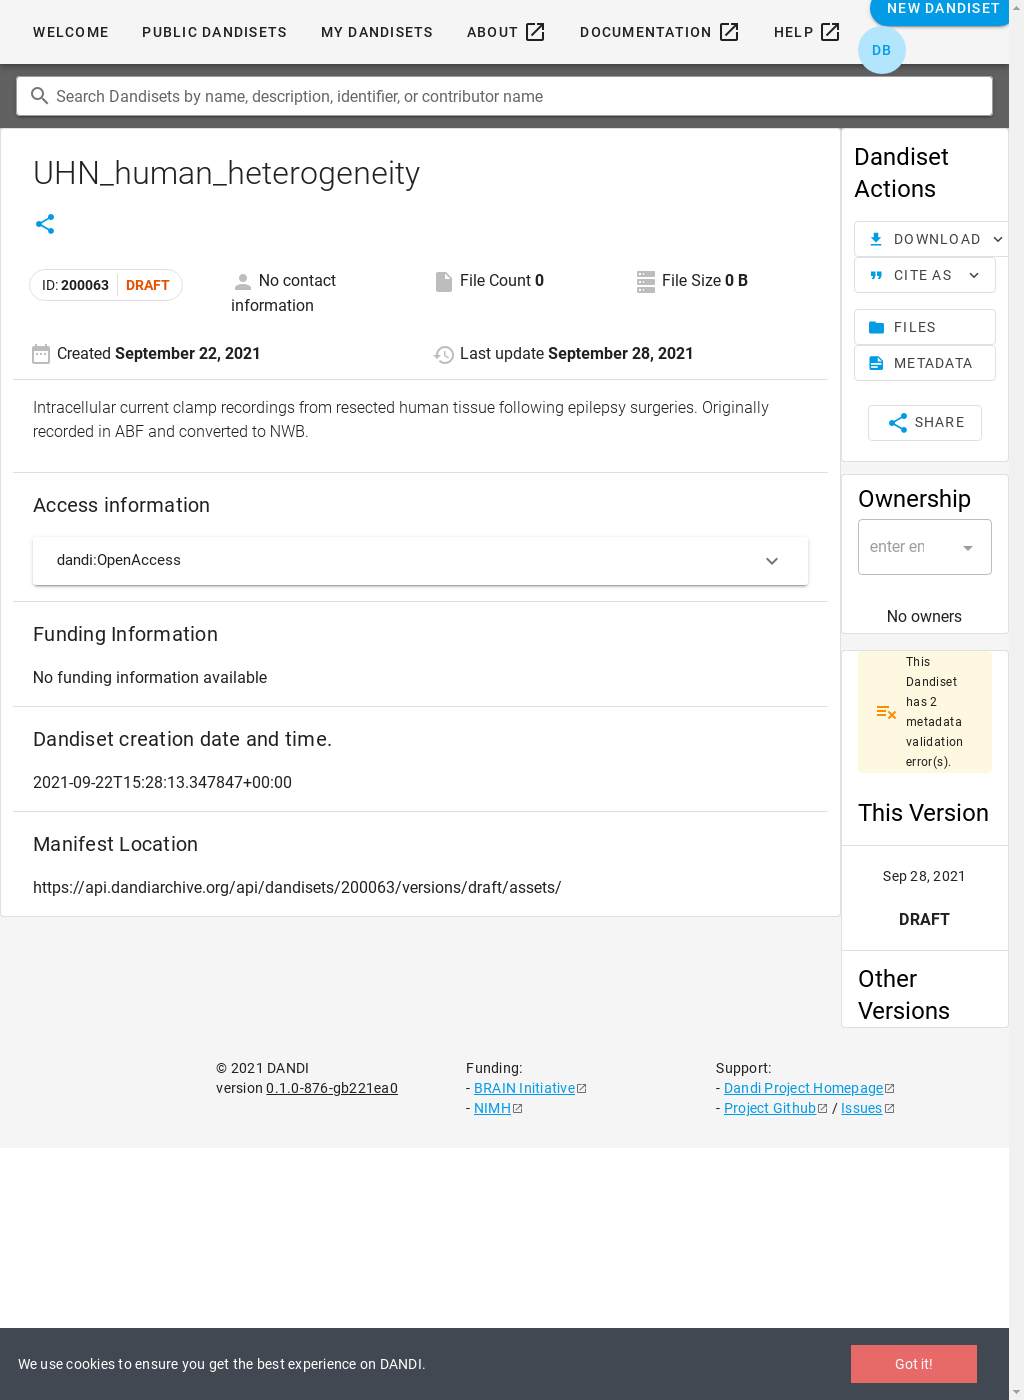 WELCOME PUBLIC DANDISETS MY DANDISETS ABOUT DOCUMENTATION HELP NEW DANDISET
DB
Search Dandisets by name, description, identifier, or contributor name
UHN_human_heterogeneity
ID: 200063 DRAFT
No contact
information
File Count 0
File Size 0 B
Created September 22, 2021
Last update September 28, 2021
Intracellular current clamp recordings from resected human tissue following epilepsy surgeries. Originally
recorded in ABF and converted to NWB.
Access information
dandi:OpenAccess
Funding Information
No funding information available
Dandiset creation date and time.
2021-09-22T15:28:13.347847+00:00
Manifest Location
https://api.dandiarchive.org/api/dandisets/200063/versions/draft/assets/
Dandiset
Actions
DOWNLOAD
CITE AS
FILES
METADATA
SHARE
Ownership
enter en
No owners
This
Dandiset
has 2
metadata
validation
error(s).
This Version
Sep 28, 2021
DRAFT
Other
Versions
© 2021 DANDI
version 0.1.0-876-gb221ea0
Funding:
- BRAIN Initiative
- NIMH
Support:
- Dandi Project Homepage
- Project Github / Issues
We use cookies to ensure you get the best experience on DANDI.
Got it!